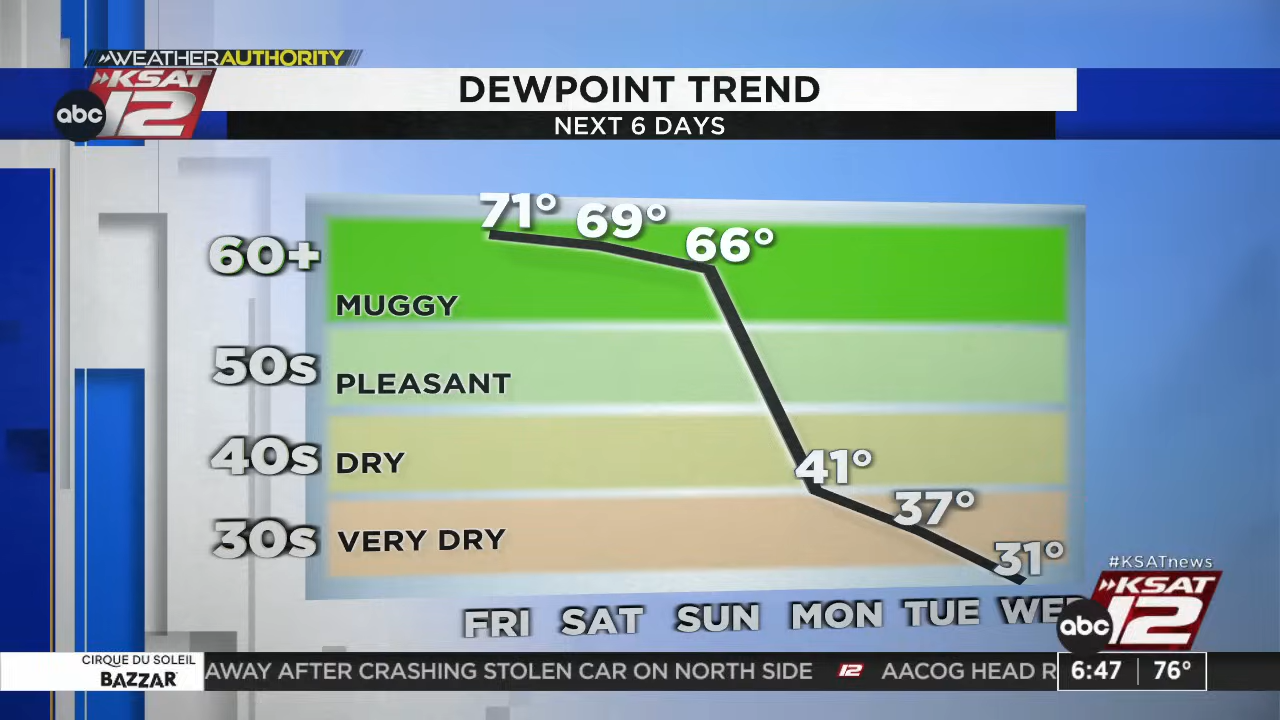 WEATHERAUTHORITY
KSAT
abc 12
DEWPOINT TREND
NEXT 6 DAYS
71° 69° 66°
60+
MUGGY
50s PLEASANT
40s DRY
41°
37°
30s VERY DRY
31°
FRI SAT SUN MON TUE WE
#KSATnews
KSAT
abc 12
CIRQUE DU SOLEIL
BAZZAR
AWAY AFTER CRASHING STOLEN CAR ON NORTH SIDE 12 AACOG HEAD R
6:47 76°